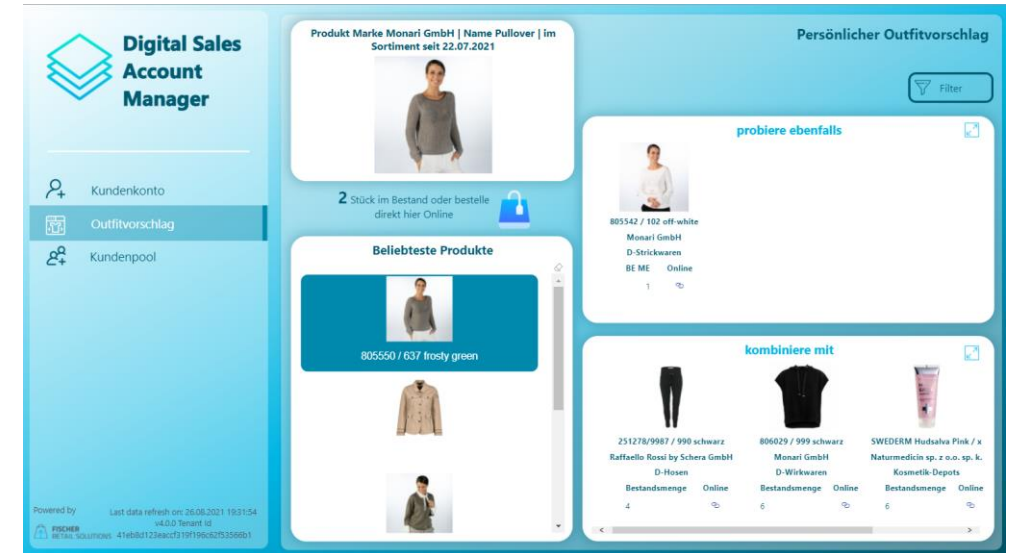 Digital Sales
Account
Manager
Kundenkonto
Outfitvorschlag
Kundenpool
Powered by
FISCHER
RETAIL SOLUTIONS
Last data refresh on: 26.08.2021 19:31:54
v4.0.0 Tenant Id
41eb8d123eaccf319f196c62f53566b1
Produkt Marke Monari GmbH | Name Pullover | im
Sortiment seit 22.07.2021
2 Stück im Bestand oder bestelle
direkt hier Online
Beliebteste Produkte
805550 / 637 frosty green
Persönlicher Outfitvorschlag
Filter
probiere ebenfalls
805542 / 102 off-white
Monari GmbH
D-Strickwaren
BE ME Online
1
kombiniere mit
251278/9987 / 990 schwarz
Raffaello Rossi by Schera GmbH
D-Hosen
Bestandsmenge Online
4
806029 / 999 schwarz
Monari GmbH
D-Wirkwaren
Bestandsmenge Online
6
SWEDERM Hudsalva Pink / x
Naturmedicin sp. z o.o. sp. k.
Kosmetik-Depots
Bestandsmenge Online
6